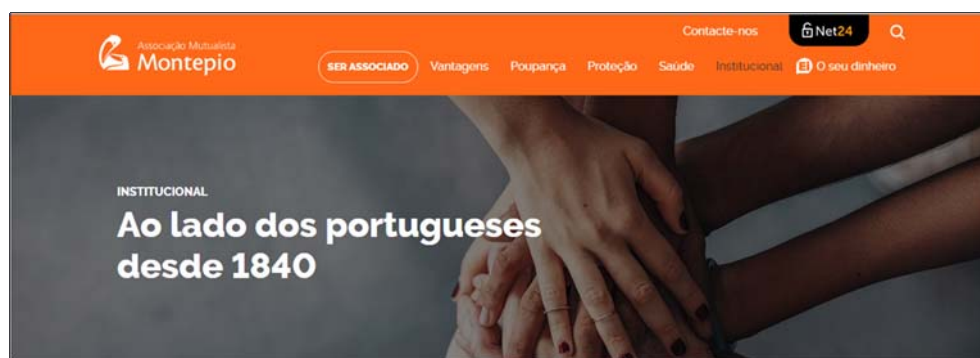 Contacte-nos
Net24
Associação Mutualista
Montepio
SER ASSOCIADO
Vantagens
Poupança
Proteção
Saúde
Institucional
EI
O seu dinheiro
INSTITUCIONAL
Ao lado dos portugueses
desde 1840